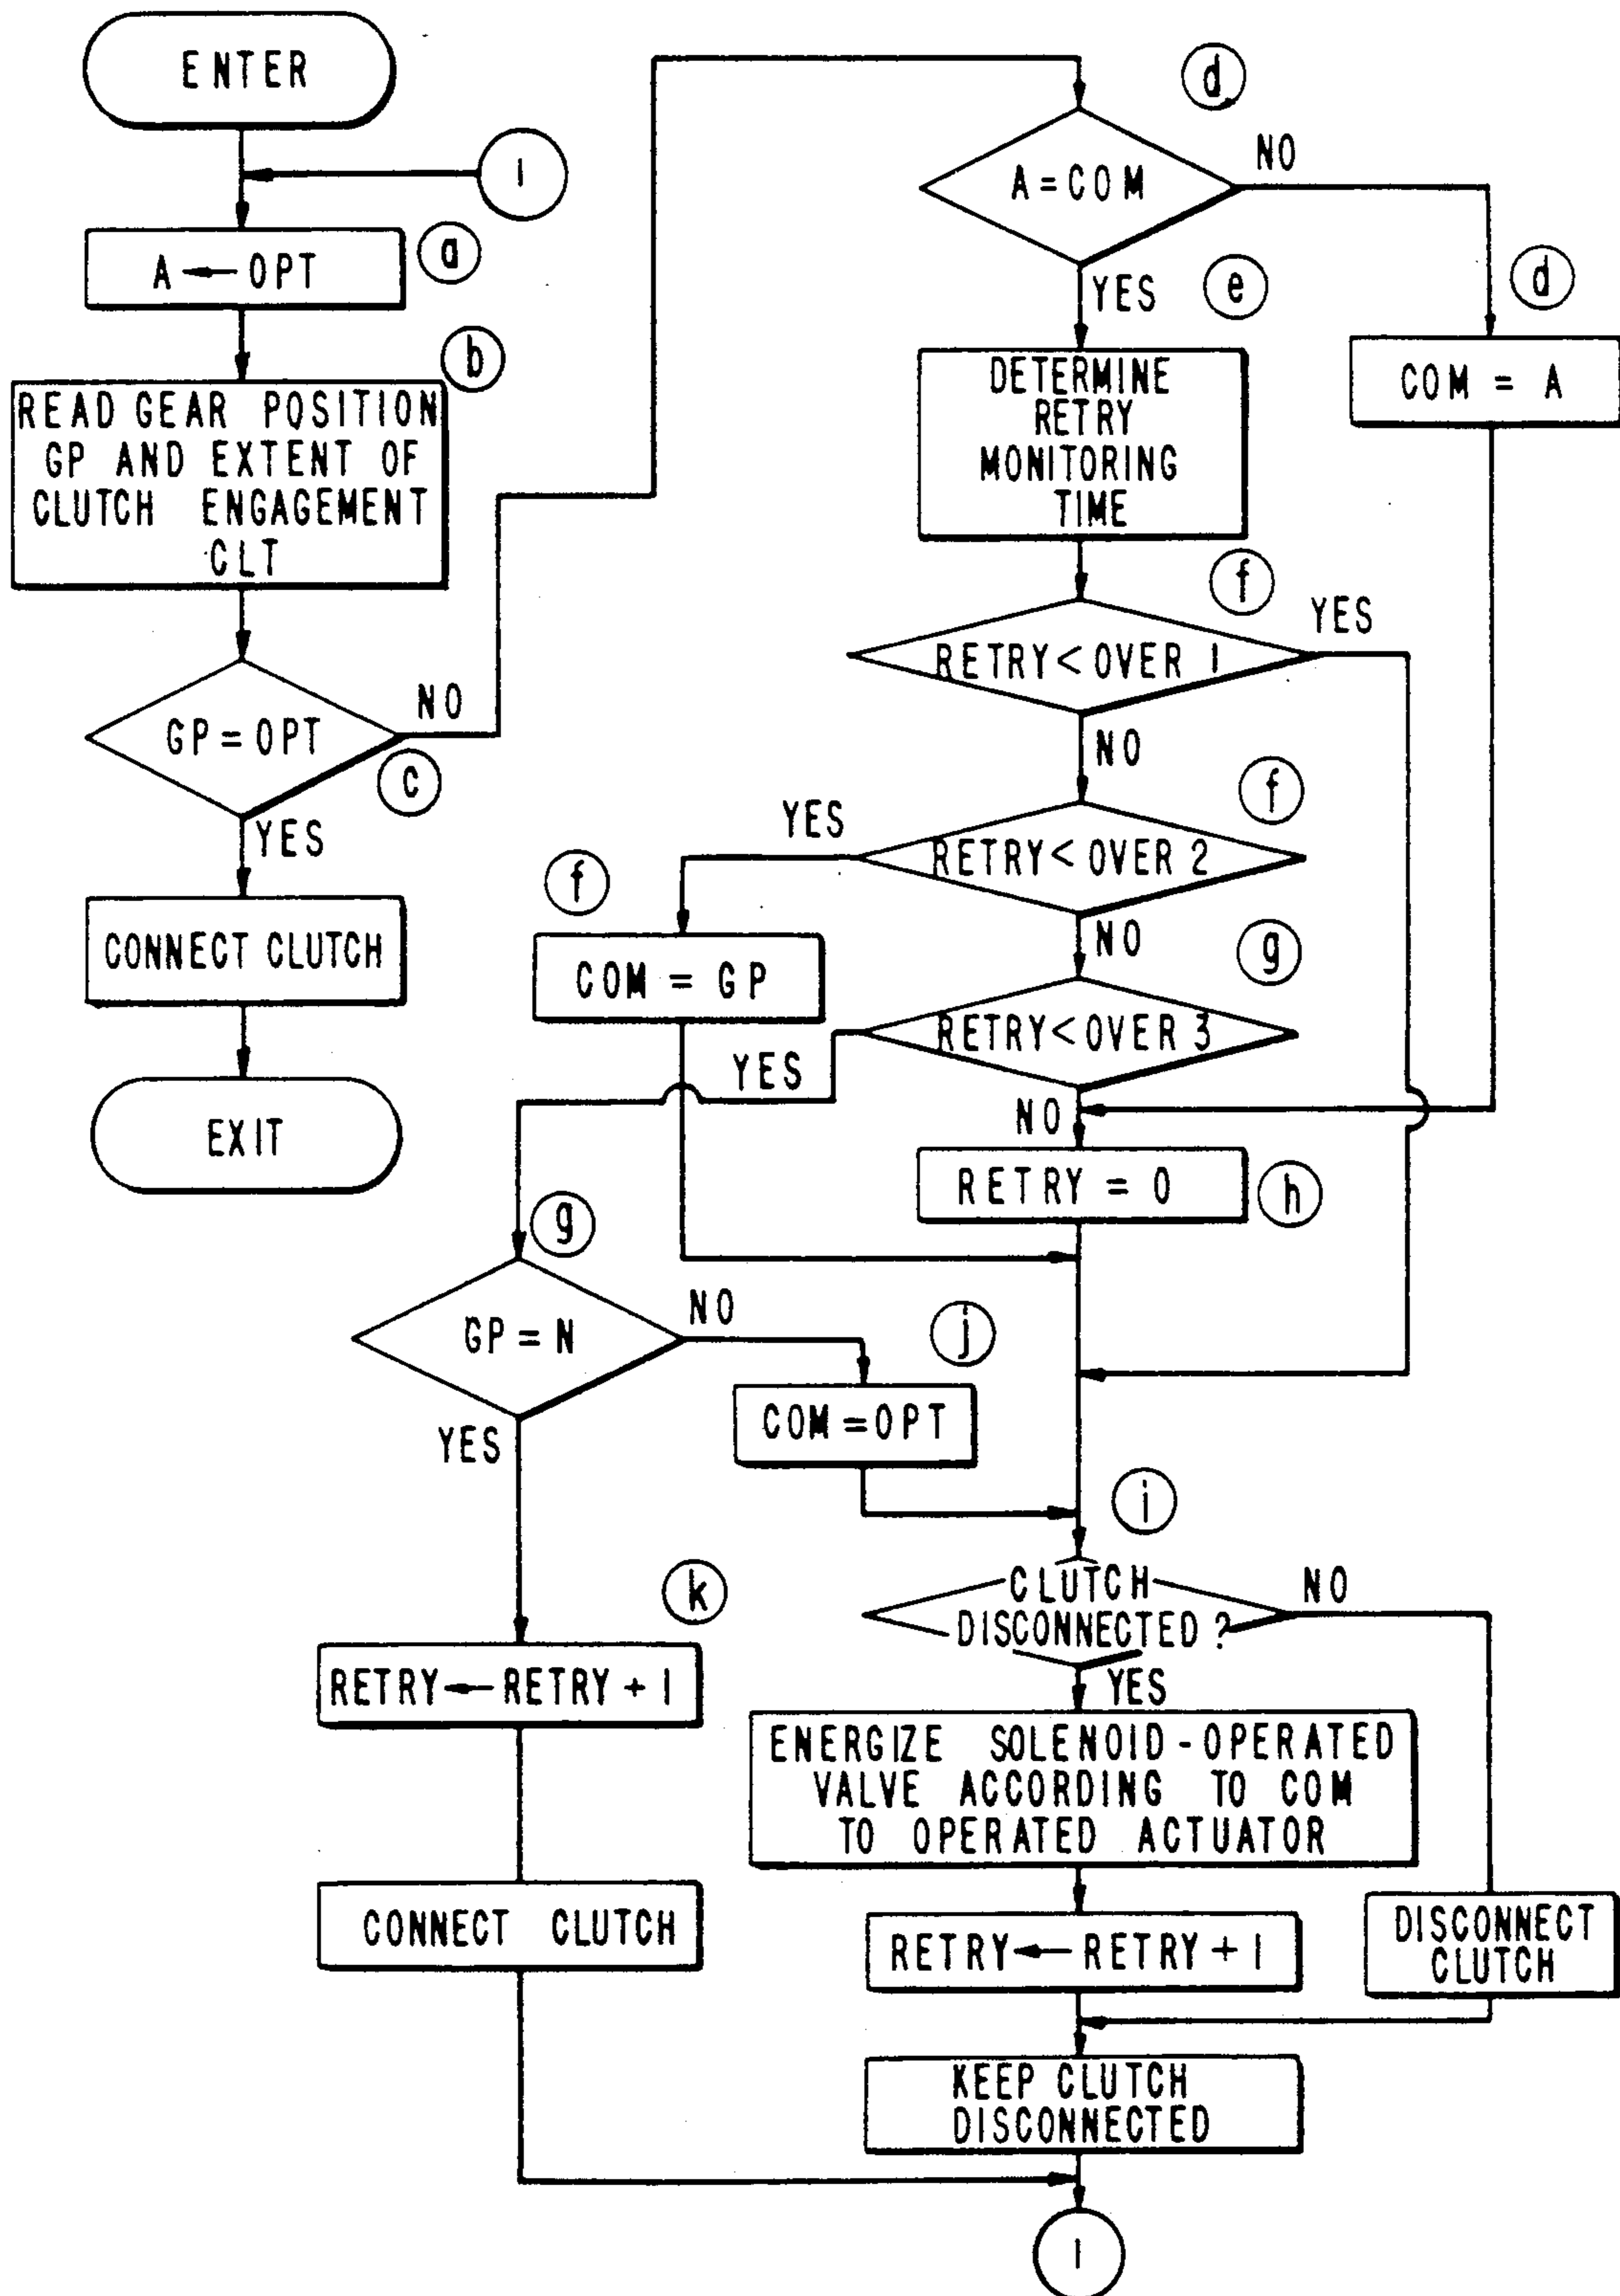 ENTER
1
A ← OPT
a
b
READ GEAR POSITION
GP AND EXTENT OF
CLUTCH ENGAGEMENT
CLT
GP = OPT
NO
c
YES
CONNECT CLUTCH
EXIT
d
A = COM
NO
YES
e
d
COM = A
DETERMINE
RETRY
MONITORING
TIME
f
RETRY < OVER 1
YES
NO
f
RETRY < OVER 2
YES
f
COM = GP
NO
g
RETRY < OVER 3
YES
NO
RETRY = 0
h
g
GP = N
NO
j
COM = OPT
YES
k
RETRY ← RETRY + 1
CONNECT CLUTCH
i
CLUTCH
DISCONNECTED ?
NO
YES
ENERGIZE SOLENOID-OPERATED
VALVE ACCORDING TO COM
TO OPERATED ACTUATOR
RETRY ← RETRY + 1
DISCONNECT
CLUTCH
KEEP CLUTCH
DISCONNECTED
1